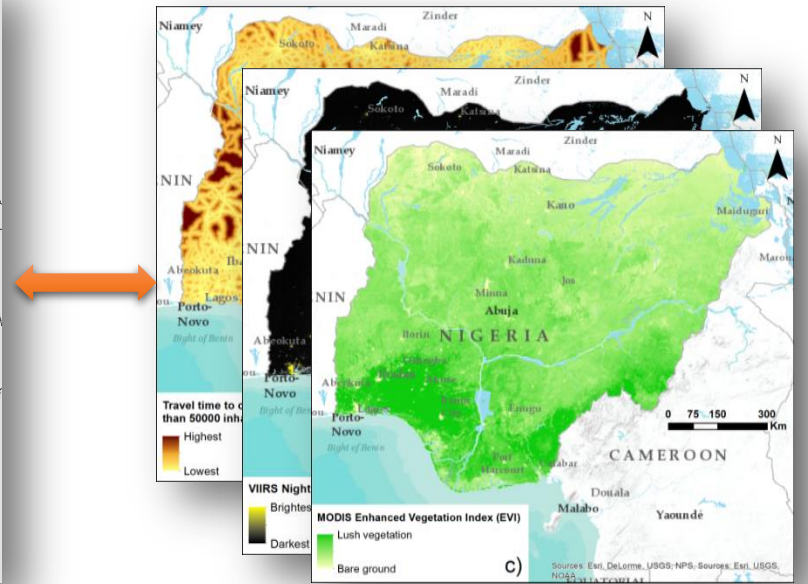 Niamey
Zinder
Maradi
Sokoto
Katsina
N
NIN
Abeokuta
Lagos
Porto-
Novo
Bight of Benin
Travel time to
than 50000
Highest
Lowest
Niamey
Zinder
Maradi
Sokoto
Katsina
N
NIN
Abeokuta
Porto-
Novo
VIIRS Night
Brightes
Darkest
Niamey
Zinder
Maradi
Sokoto
Katsina
N
Kano
Maiduguri
Kaduna
Jos
Minna
Abuja
NIN
Ilorin
NIGERIA
Abeokuta
Enugu
Porto-
Novo
Bight of Benin
Port
Harcourt
0 75 150 300
Km
CAMEROON
Douala
Malabo
Yaoundé
MODIS Enhanced Vegetation Index (EVI)
Lush vegetation
Bare ground
c)
Sources: Esri, DeLorme, USGS, NPS, Sources: Esri, USGS,
NOAA
EQUATORIAL